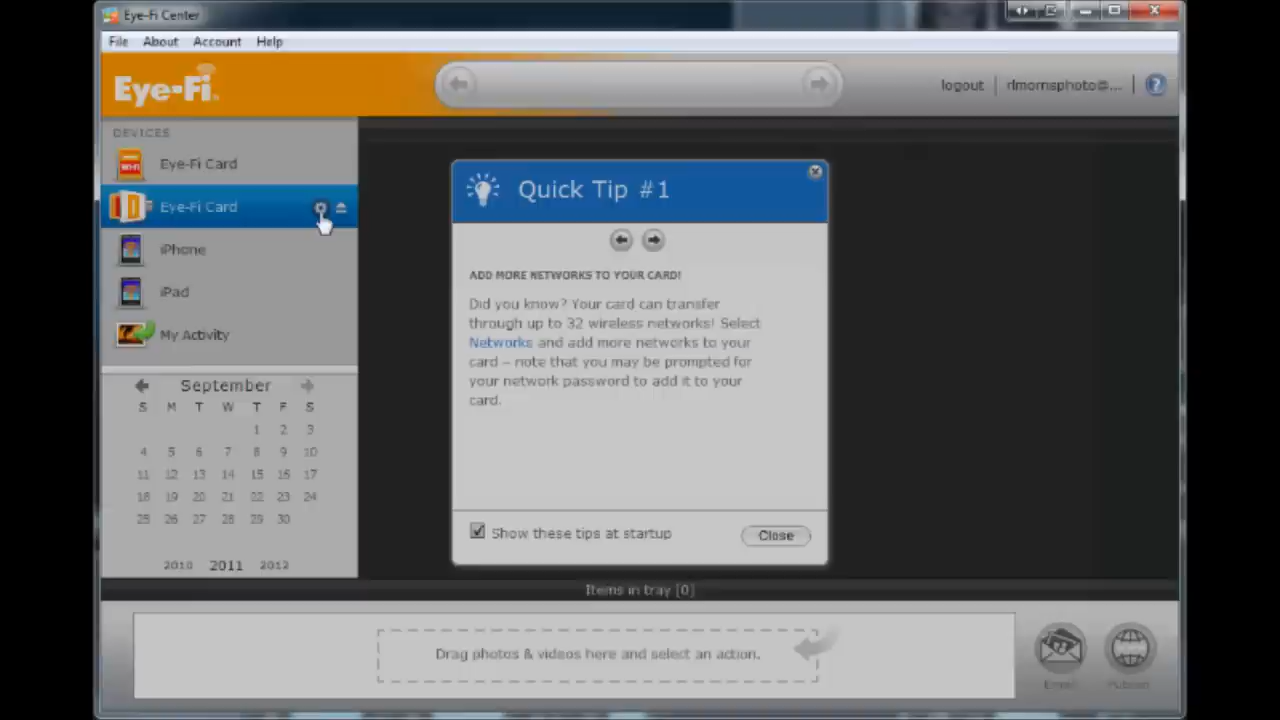 Eye-Fi Center
File About Account Help
Eye-Fi
logout rlmorrisphoto@... ?
DEVICES
Wi-Fi
Eye-Fi Card
Eye-Fi Card
iPhone
iPad
My Activity
September
S M T W T F S
1 2 3
4 5 6 7 8 9 10
11 12 13 14 15 16 17
18 19 20 21 22 23 24
25 26 27 28 29 30
2010 2011 2012
Quick Tip #1
ADD MORE NETWORKS TO YOUR CARD!
Did you know? Your card can transfer
through up to 32 wireless networks! Select
Networks and add more networks to your
card – note that you may be prompted for
your network password to add it to your
card.
Show these tips at startup
Close
Items in tray [0]
Drag photos & videos here and select an action.
Email Publish